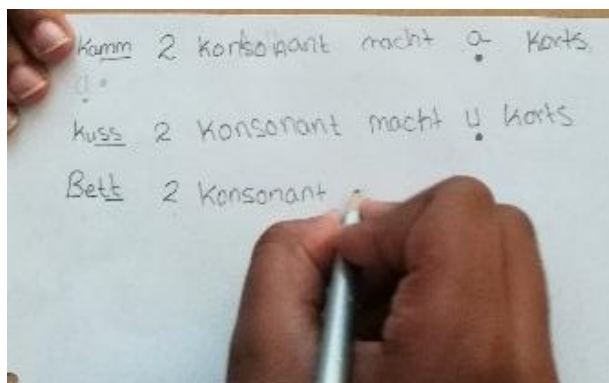 Kamm 2 konsonant macht ạ Korts
Kuss 2 Konsonant macht ụ Korts
Bett 2 Konsonant